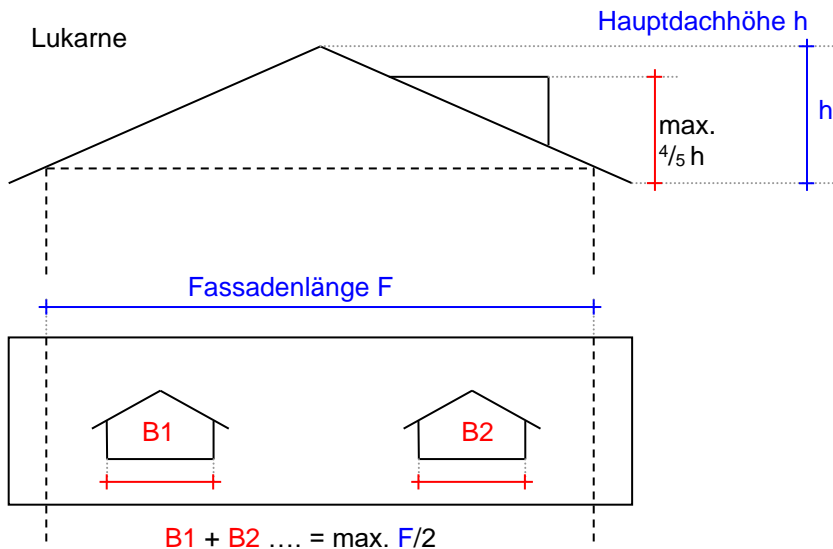 Hauptdachhöhe h
Lukarne
h
max.
4/5 h
Fassadenlänge F
B1
B2
B1 + B2 .... = max. F/2